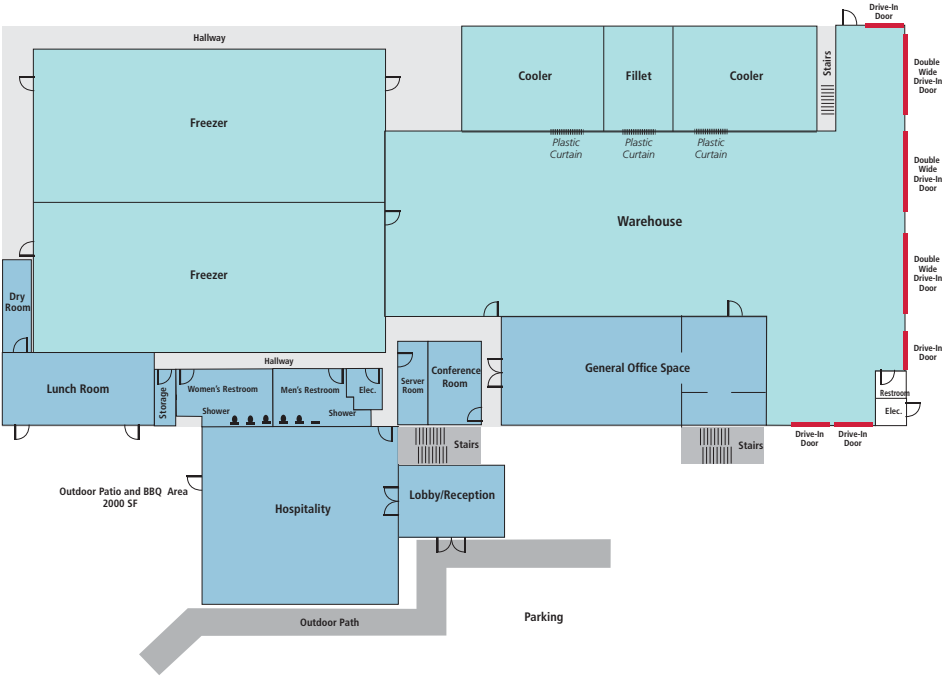 Drive-In
Door
Hallway
Cooler
Fillet
Cooler
Stairs
Double
Wide
Drive-In
Door
Freezer
Plastic
Curtain
Plastic
Curtain
Plastic
Curtain
Double
Wide
Drive-In
Door
Warehouse
Freezer
Double
Wide
Drive-In
Door
Dry
Room
Drive-In
Door
Hallway
General Office Space
Lunch Room
Storage
Women's Restroom
Men's Restroom
Elec.
Server
Room
Conference
Room
Restroom
Shower
Shower
Elec.
Stairs
Stairs
Drive-In
Door
Drive-In
Door
Outdoor Patio and BBQ Area
2000 SF
Hospitality
Lobby/Reception
Outdoor Path
Parking